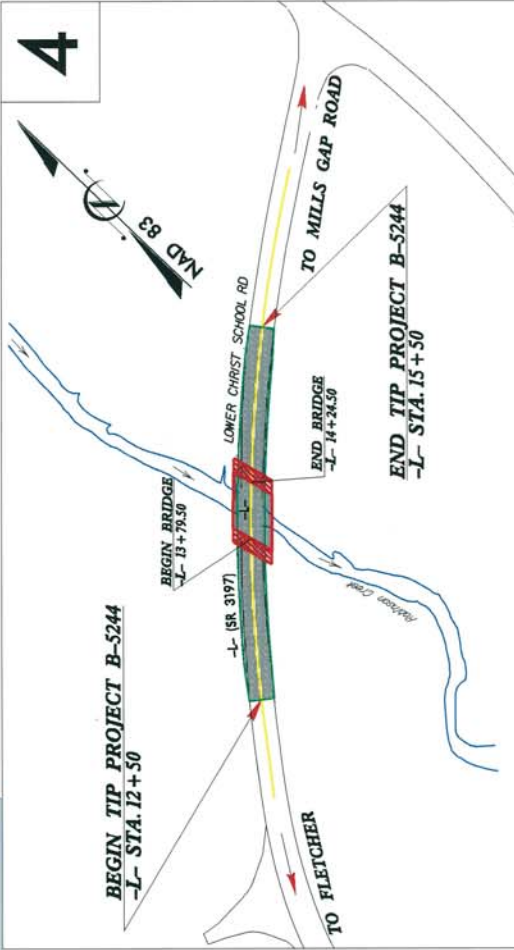 4
NAD 83
BEGIN TIP PROJECT B-5244
-L- STA. 12+50
BEGIN BRIDGE
-L- 13+79.50
LOWER CHRIST SCHOOL RD
-L- (SR 3197)
-L-
END BRIDGE
-L- 14+24.50
TO MILLS GAP ROAD
END TIP PROJECT B-5244
-L- STA. 15+50
TO FLETCHER
Creek